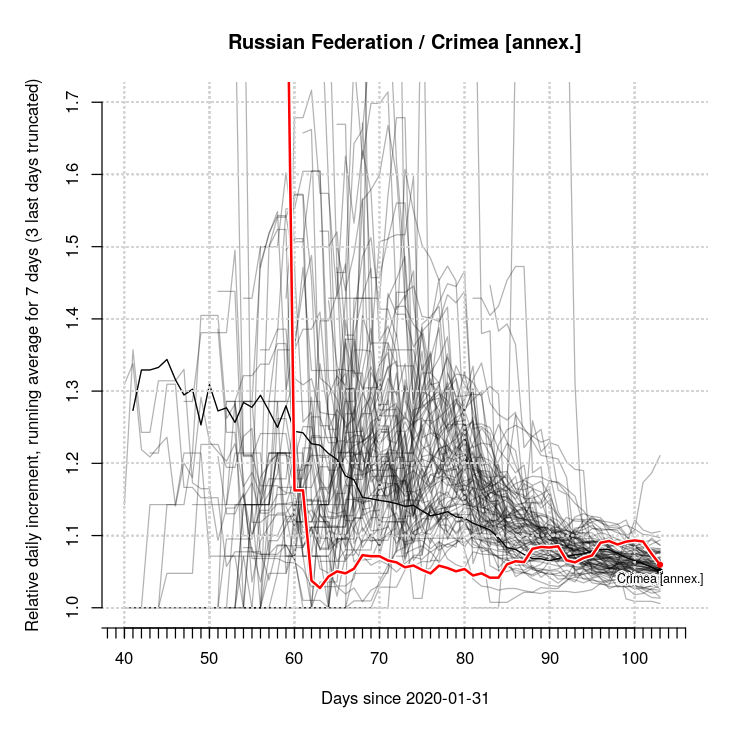 Russian Federation / Crimea [annex.]
Relative daily increment, running average for 7 days (3 last days truncated)
1.7
1.6
1.5
1.4
1.3
1.2
1.1
1.0
Crimea [annex.]
40 50 60 70 80 90 100
Days since 2020-01-31